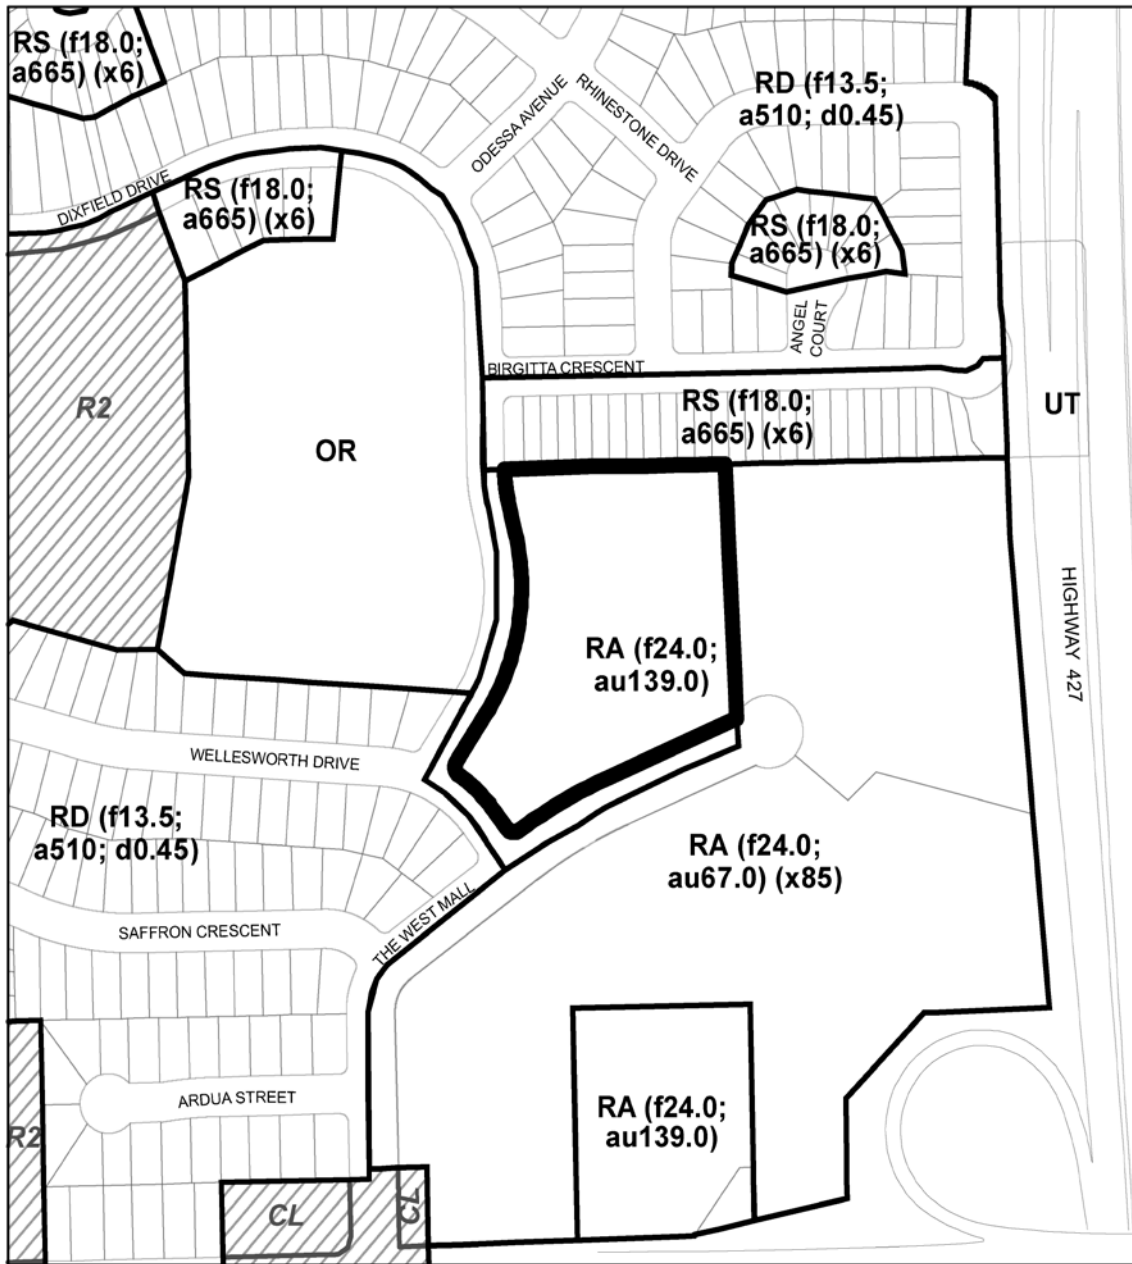 RS (f18.0;
a665) (x6)
ODESSA AVENUE
RHINESTONE DRIVE
RD (f13.5;
a510; d0.45)
DIXFIELD DRIVE
RS (f18.0;
a665) (x6)
RS (f18.0;
a665) (x6)
ANGEL
COURT
BIRGITTA CRESCENT
R2
RS (f18.0;
a665) (x6)
UT
OR
HIGHWAY 427
RA (f24.0;
au139.0)
WELLESWORTH DRIVE
RD (f13.5;
a510; d0.45)
RA (f24.0;
au67.0) (x85)
THE WEST MALL
SAFFRON CRESCENT
ARDUA STREET
RA (f24.0;
au139.0)
R2
CL
CL